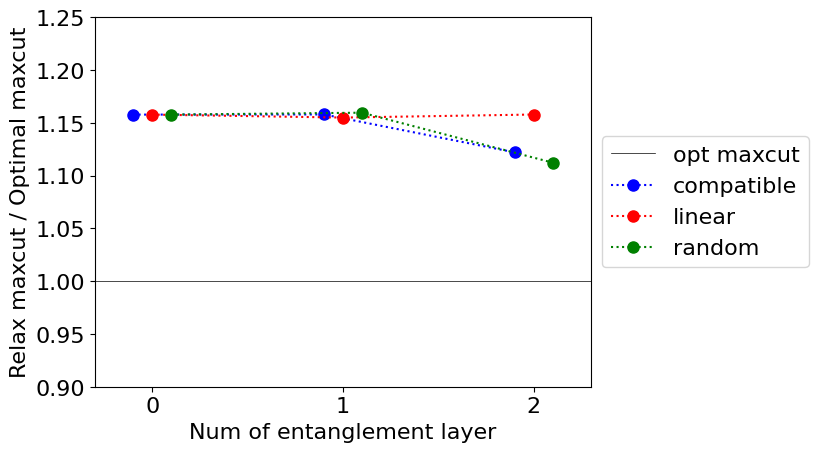 Relax maxcut / Optimal maxcut
1.25
1.20
1.15
1.10
1.05
1.00
0.95
0.90
0
1
2
Num of entanglement layer
opt maxcut
compatible
linear
random